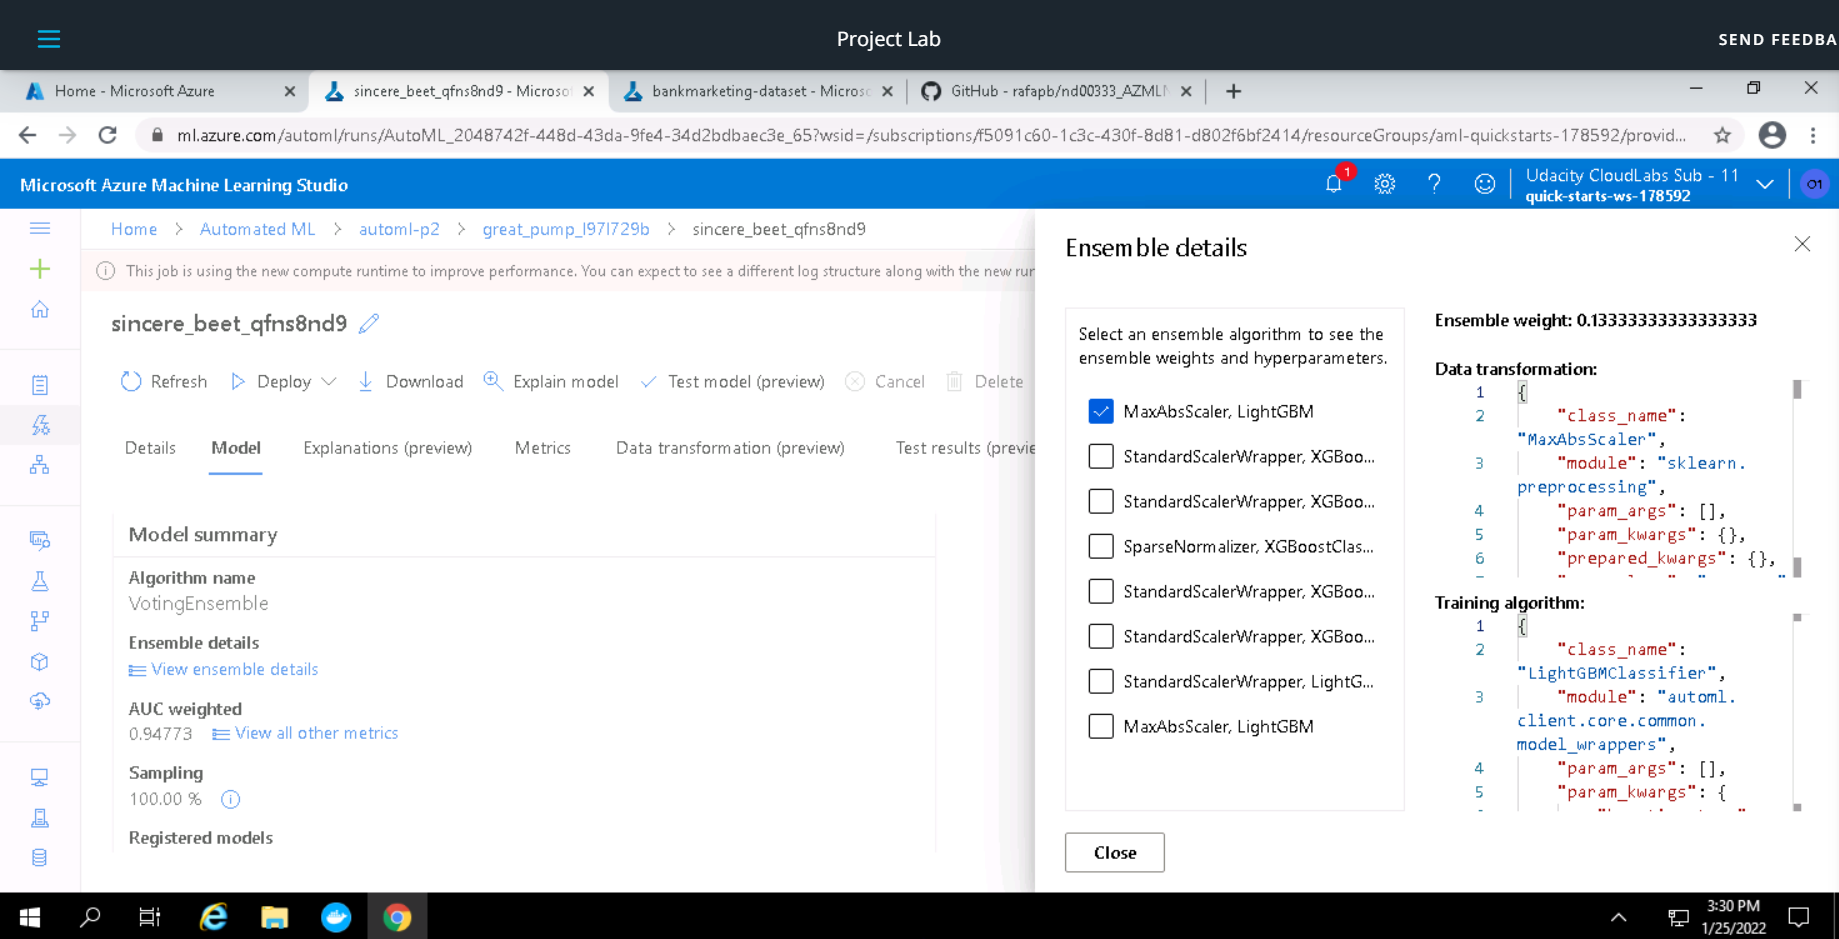 Project Lab
SEND FEEDBA
Home - Microsoft Azure
sincere_beet_qfns8nd9 - Microsof
bankmarketing-dataset - Microso
GitHub - rafapb/nd00333_AZMLN
ml.azure.com/automl/runs/AutoML_2048742f-448d-43da-9fe4-34d2bdbaec3e_65?wsid=/subscriptions/f5091c60-1c3c-430f-8d81-d802f6bf2414/resourceGroups/aml-quickstarts-178592/provid...
Microsoft Azure Machine Learning Studio
1
Udacity CloudLabs Sub - 11
quick-starts-ws-178592
O1
Home > Automated ML > automl-p2 > great_pump_l97l729b > sincere_beet_qfns8nd9
This job is using the new compute runtime to improve performance. You can expect to see a different log structure along with the new run
sincere_beet_qfns8nd9
Refresh Deploy Download Explain model Test model (preview) Cancel Delete
Details Model Explanations (preview) Metrics Data transformation (preview) Test results (previe
Model summary
Algorithm name
VotingEnsemble
Ensemble details
View ensemble details
AUC weighted
0.94773 View all other metrics
Sampling
100.00 %
Registered models
Ensemble details
Select an ensemble algorithm to see the
ensemble weights and hyperparameters.
MaxAbsScaler, LightGBM
StandardScalerWrapper, XGBoo...
StandardScalerWrapper, XGBoo...
SparseNormalizer, XGBoostClas...
StandardScalerWrapper, XGBoo...
StandardScalerWrapper, XGBoo...
StandardScalerWrapper, LightG...
MaxAbsScaler, LightGBM
Close
Ensemble weight: 0.13333333333333333
Data transformation:
1 {
2 "class_name":
"MaxAbsScaler",
3 "module": "sklearn.
preprocessing",
4 "param_args": [],
5 "param_kwargs": {},
6 "prepared_kwargs": {},
Training algorithm:
1 {
2 "class_name":
"LightGBMClassifier",
3 "module": "automl.
client.core.common.
model_wrappers",
4 "param_args": [],
5 "param_kwargs": {
3:30 PM
1/25/2022